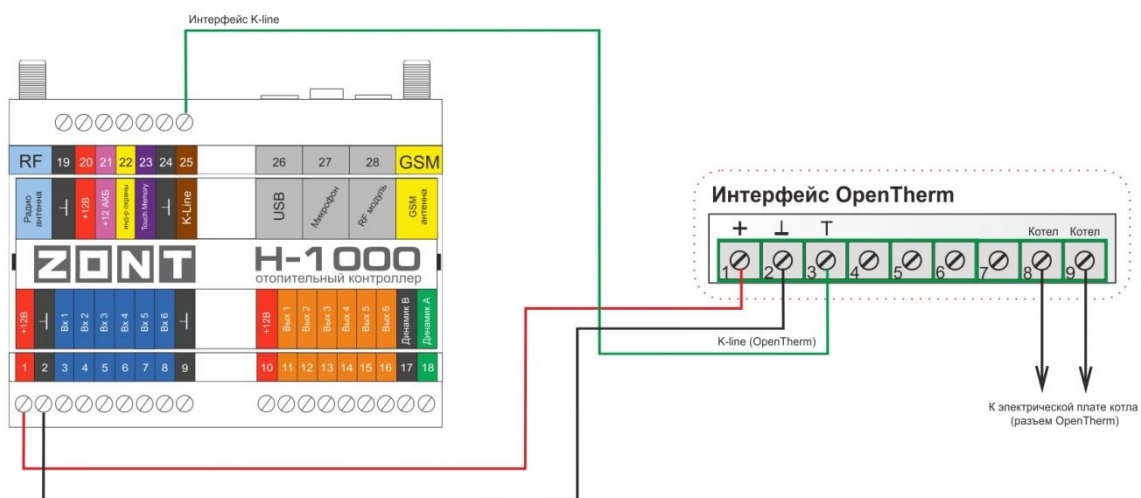 Интерфейс K-line
RF 19 20 21 22 23 24 25 26 27 28 GSM
Радио антенна ⊥ +12В +12 АКБ инд-р охраны Touch Memory ⊥ K-Line USB Микрофон RF модуль GSM антенна
ZONT H-1000
отопительный контроллер
+12В ⊥ Вх 1 Вх 2 Вх 3 Вх 4 Вх 5 Вх 6 ⊥ +12В Вых 1 Вых 2 Вых 3 Вых 4 Вых 5 Вых 6 Динамик В Динамик А
1 2 3 4 5 6 7 8 9 10 11 12 13 14 15 16 17 18
Интерфейс OpenTherm
+ ⊥ T Котел Котел
1 2 3 4 5 6 7 8 9
K-line (OpenTherm)
К электрической плате котла
(разъем OpenTherm)